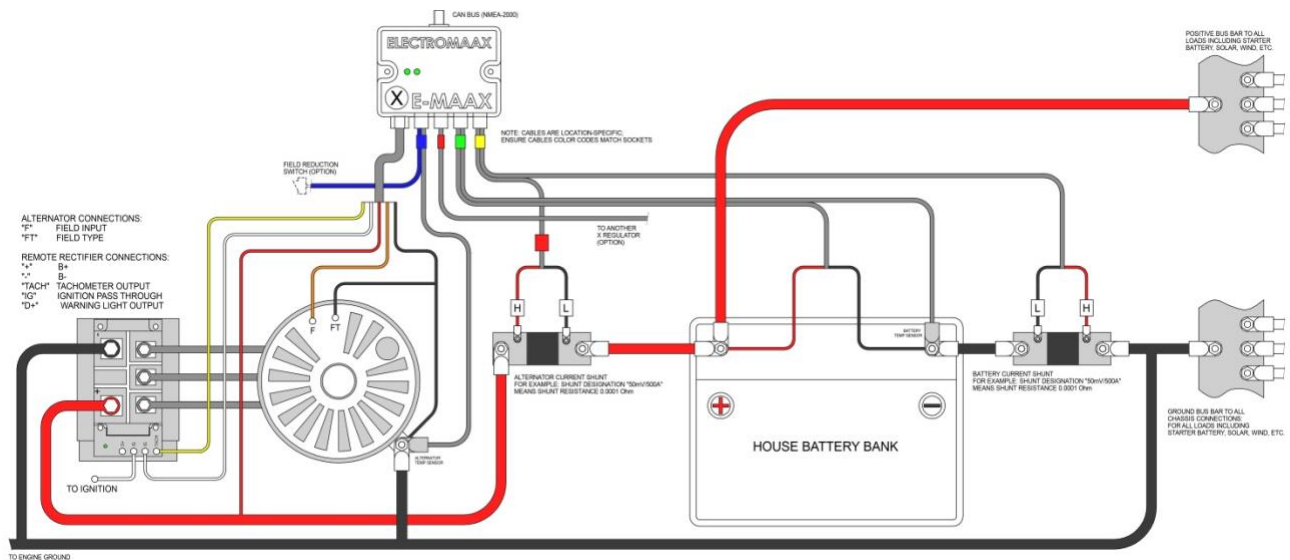 CAN BUS (NMEA-2000)
ELECTROMAAX
X E-MAAX
NOTE: CABLES ARE LOCATION-SPECIFIC;
ENSURE CABLES COLOR CODES MATCH SOCKETS
POSITIVE BUS BAR TO ALL
LOADS INCLUDING STARTER
BATTERY, SOLAR, WIND, ETC.
FIELD REDUCTION
SWITCH (OPTION)
ALTERNATOR CONNECTIONS:
"F" FIELD INPUT
"FT" FIELD TYPE
REMOTE RECTIFIER CONNECTIONS:
"+" B+
"-" B-
"TACH" TACHOMETER OUTPUT
"IG" IGNITION PASS THROUGH
"D+" WARNING LIGHT OUTPUT
TO ANOTHER
X REGULATOR
(OPTION)
F
FT
H
L
L
H
-
+
D+
IG
IG
TACH
BATTERY
TEMP SENSOR
ALTERNATOR CURRENT SHUNT
FOR EXAMPLE: SHUNT DESIGNATION "50mV/500A"
MEANS SHUNT RESISTANCE 0.0001 Ohm
BATTERY CURRENT SHUNT
FOR EXAMPLE: SHUNT DESIGNATION "50mV/500A"
MEANS SHUNT RESISTANCE 0.0001 Ohm
HOUSE BATTERY BANK
GROUND BUS BAR TO ALL
CHASSIS CONNECTIONS:
FOR ALL LOADS INCLUDING
STARTER BATTERY, SOLAR, WIND, ETC.
ALTERNATOR
TEMP SENSOR
TO IGNITION
TO ENGINE GROUND